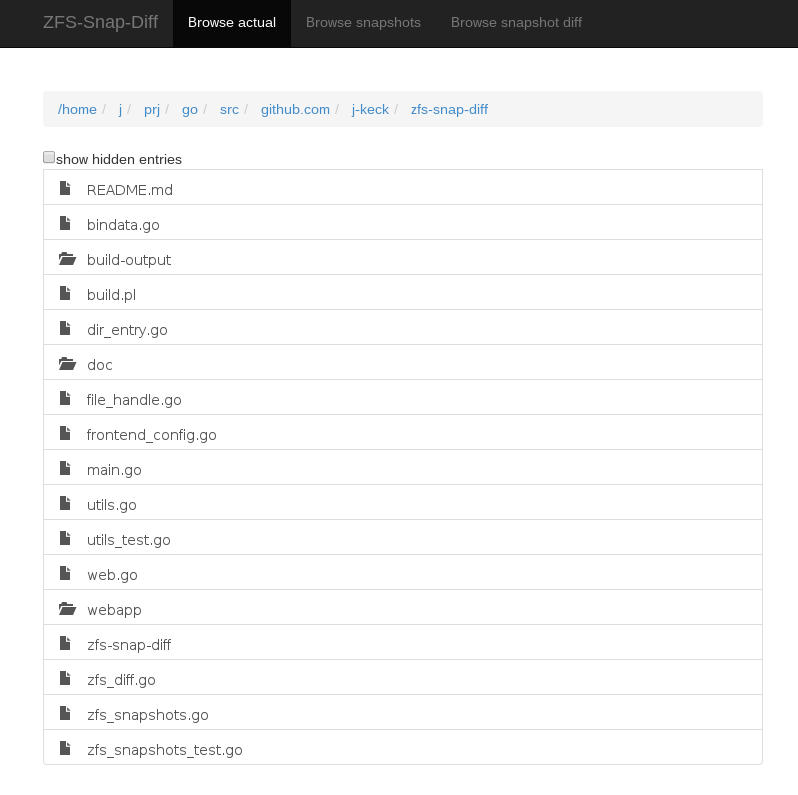 ZFS-Snap-Diff Browse actual Browse snapshots Browse snapshot diff
/home / j / prj / go / src / github.com / j-keck / zfs-snap-diff
show hidden entries
README.md
bindata.go
build-output
build.pl
dir_entry.go
doc
file_handle.go
frontend_config.go
main.go
utils.go
utils_test.go
web.go
webapp
zfs-snap-diff
zfs_diff.go
zfs_snapshots.go
zfs_snapshots_test.go